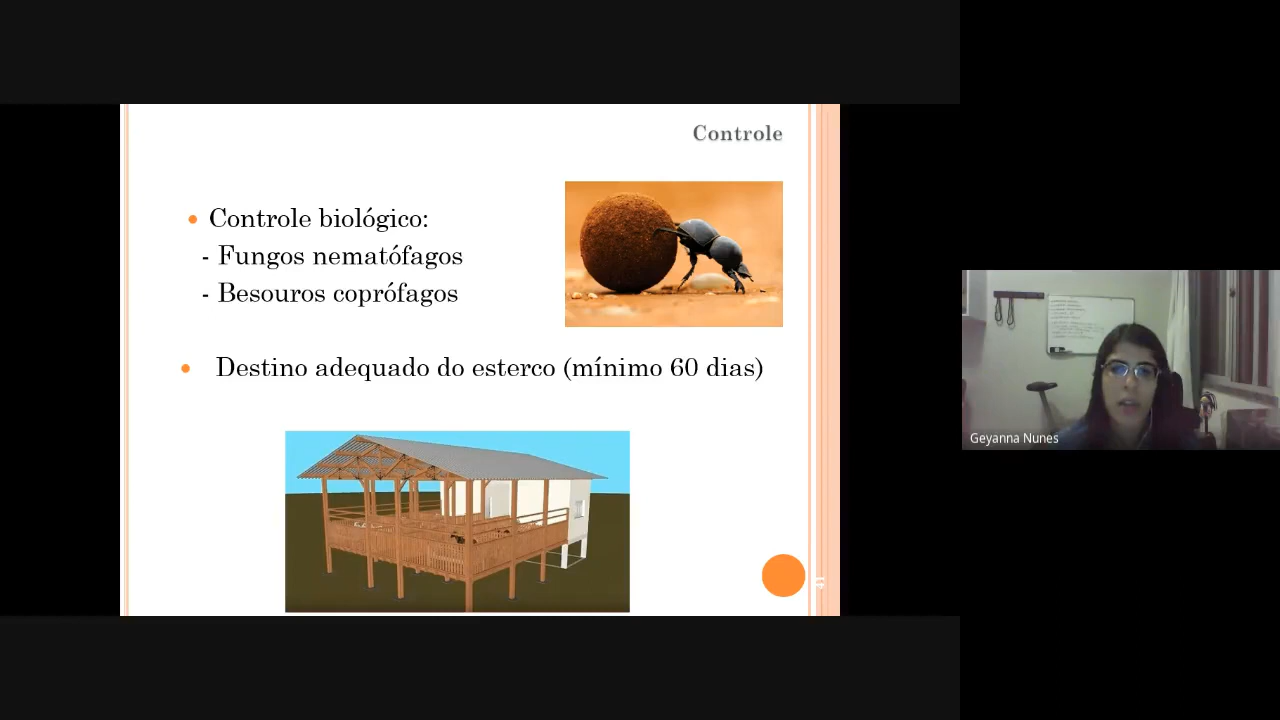 Controle
Controle biológico:
- Fungos nematófagos
- Besouros coprófagos
Destino adequado do esterco (mínimo 60 dias)
Geyanna Nunes